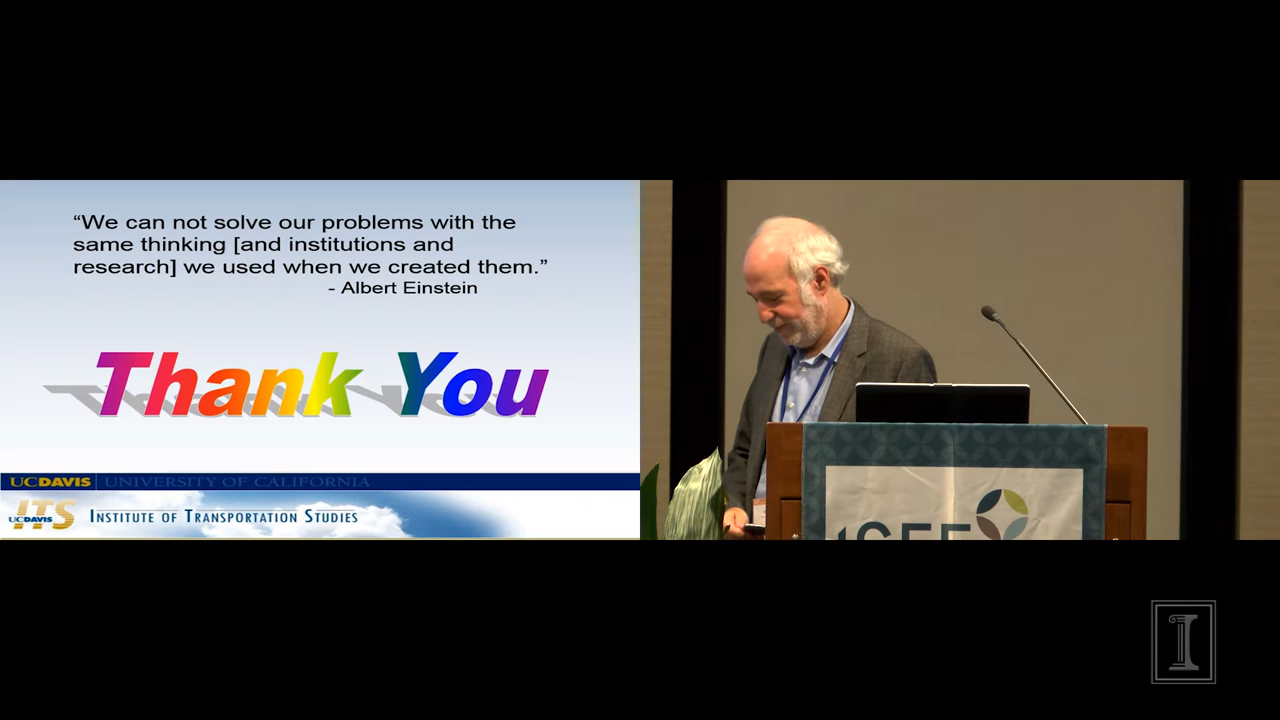 “We can not solve our problems with the
same thinking [and institutions and
research] we used when we created them.”
- Albert Einstein
Thank You
UCDAVIS UNIVERSITY OF CALIFORNIA
UCDAVIS ITS
INSTITUTE OF TRANSPORTATION STUDIES
I